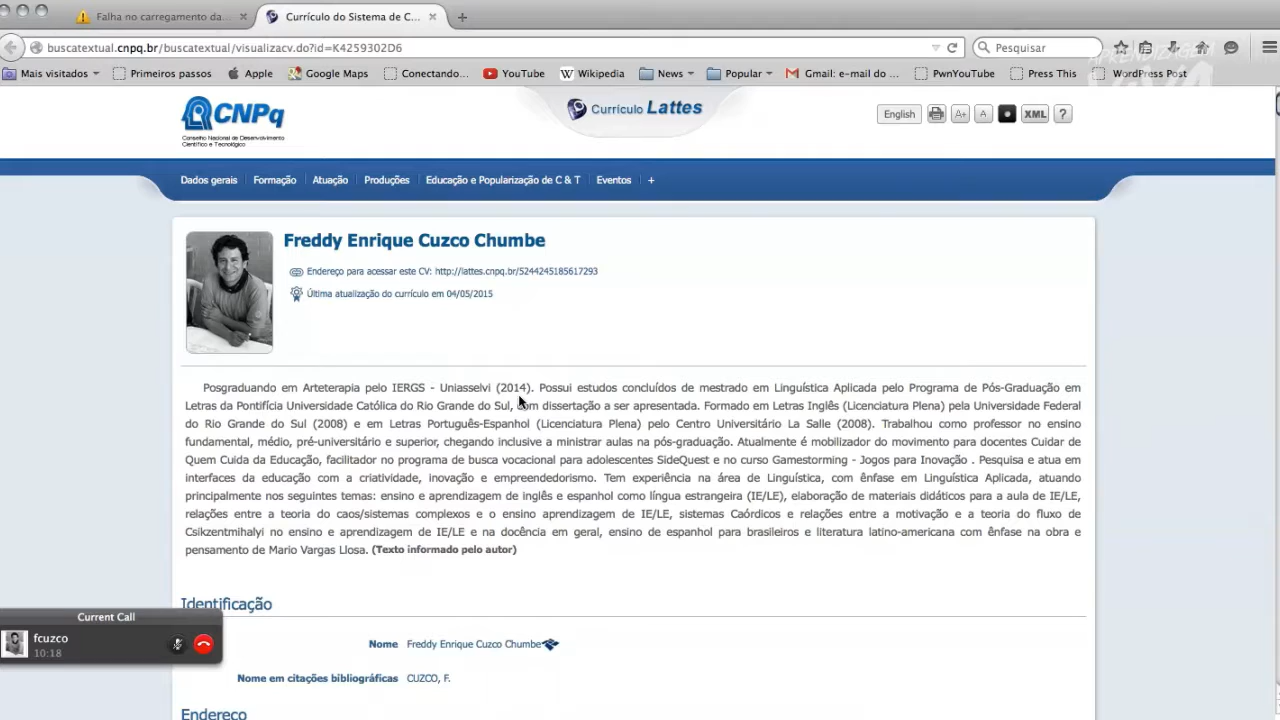 Falha no carregamento da...
Currículo do Sistema de C...
buscatextual.cnpq.br/buscatextual/visualizacv.do?id=K4259302D6
Pesquisar
Mais visitados
Primeiros passos
Apple
Google Maps
Conectando...
YouTube
Wikipedia
News
Popular
Gmail: e-mail do ...
PwnYouTube
Press This
WordPress Post
APRENDIZAGEM
VIVA
CNPq
Conselho Nacional de Desenvolvimento
Científico e Tecnológico
Currículo Lattes
English
A+
A
XML
?
Dados gerais
Formação
Atuação
Produções
Educação e Popularização de C & T
Eventos
+
Freddy Enrique Cuzco Chumbe
Endereço para acessar este CV: http://lattes.cnpq.br/5244245185617293
Última atualização do currículo em 04/05/2015
Posgraduando em Arteterapia pelo IERGS - Uniasselvi (2014). Possui estudos concluídos de mestrado em Linguística Aplicada pelo Programa de Pós-Graduação em
Letras da Pontifícia Universidade Católica do Rio Grande do Sul, com dissertação a ser apresentada. Formado em Letras Inglês (Licenciatura Plena) pela Universidade Federal
do Rio Grande do Sul (2008) e em Letras Português-Espanhol (Licenciatura Plena) pelo Centro Universitário La Salle (2008). Trabalhou como professor no ensino
fundamental, médio, pré-universitário e superior, chegando inclusive a ministrar aulas na pós-graduação. Atualmente é mobilizador do movimento para docentes Cuidar de
Quem Cuida da Educação, facilitador no programa de busca vocacional para adolescentes SideQuest e no curso Gamestorming - Jogos para Inovação . Pesquisa e atua em
interfaces da educação com a criatividade, inovação e empreendedorismo. Tem experiência na área de Linguística, com ênfase em Linguística Aplicada, atuando
principalmente nos seguintes temas: ensino e aprendizagem de inglês e espanhol como língua estrangeira (IE/LE), elaboração de materiais didáticos para a aula de IE/LE,
relações entre a teoria do caos/sistemas complexos e o ensino aprendizagem de IE/LE, sistemas Caórdicos e relações entre a motivação e a teoria do fluxo de
Csikzentmihalyi no ensino e aprendizagem de IE/LE e na docência em geral, ensino de espanhol para brasileiros e literatura latino-americana com ênfase na obra e
pensamento de Mario Vargas Llosa. (Texto informado pelo autor)
Identificação
Nome Freddy Enrique Cuzco Chumbe
Nome em citações bibliográficas CUZCO, F.
Endereço
Current Call
fcuzco
10:18